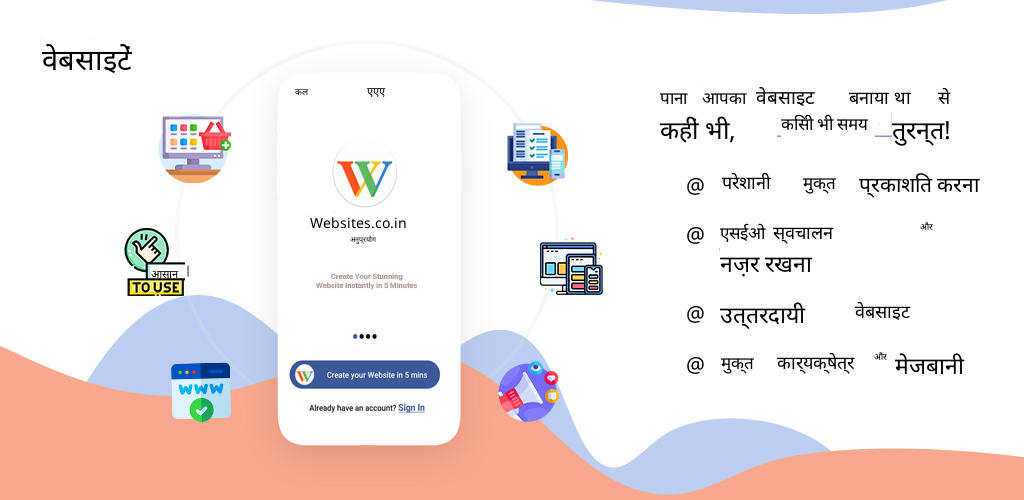 वेबसाइटें
कल एएए
Websites.co.in
अनुप्रयोग
Create Your Stunning
Website Instantly in 5 Minutes
Create your Website in 5 mins
Already have an account? Sign In
आसान
TO USE
WWW
पाना आपका वेबसाइट बनाया था से
कहीं भी, किसी भी समय तुरन्त!
@ परेशानी मुक्त प्रकाशित करना
@ एसईओ स्वचालन और
नज़र रखना
@ उत्तरदायी वेबसाइट
@ मुक्त कार्यक्षेत्र और मेजबानी